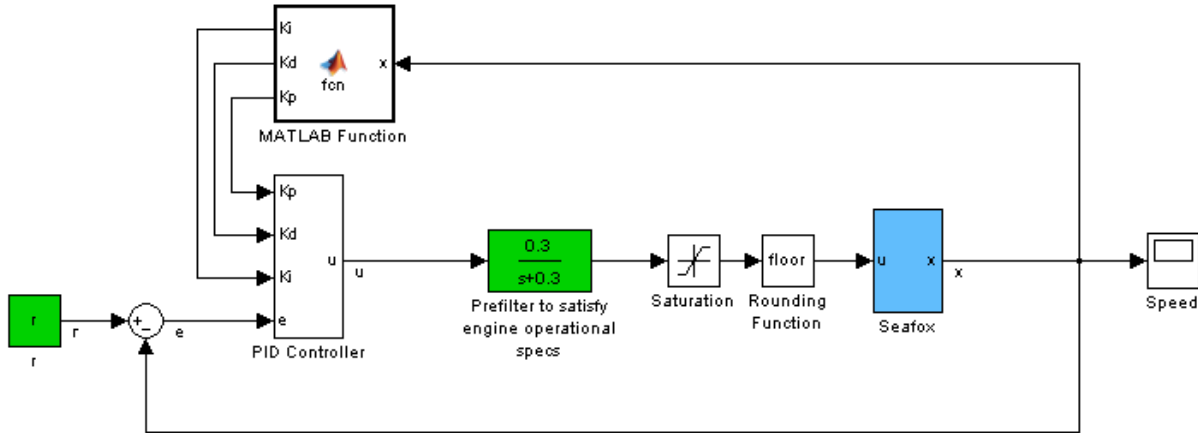 Ki
Kd
Kp
fcn
x
MATLAB Function
Kp
Kd
Ki
e
u
u
PID Controller
r
r
r
+
−
e
0.3
s+0.3
Prefilter to satisfy
engine operational
specs
Saturation
floor
Rounding
Function
u
x
x
Seafox
Speed